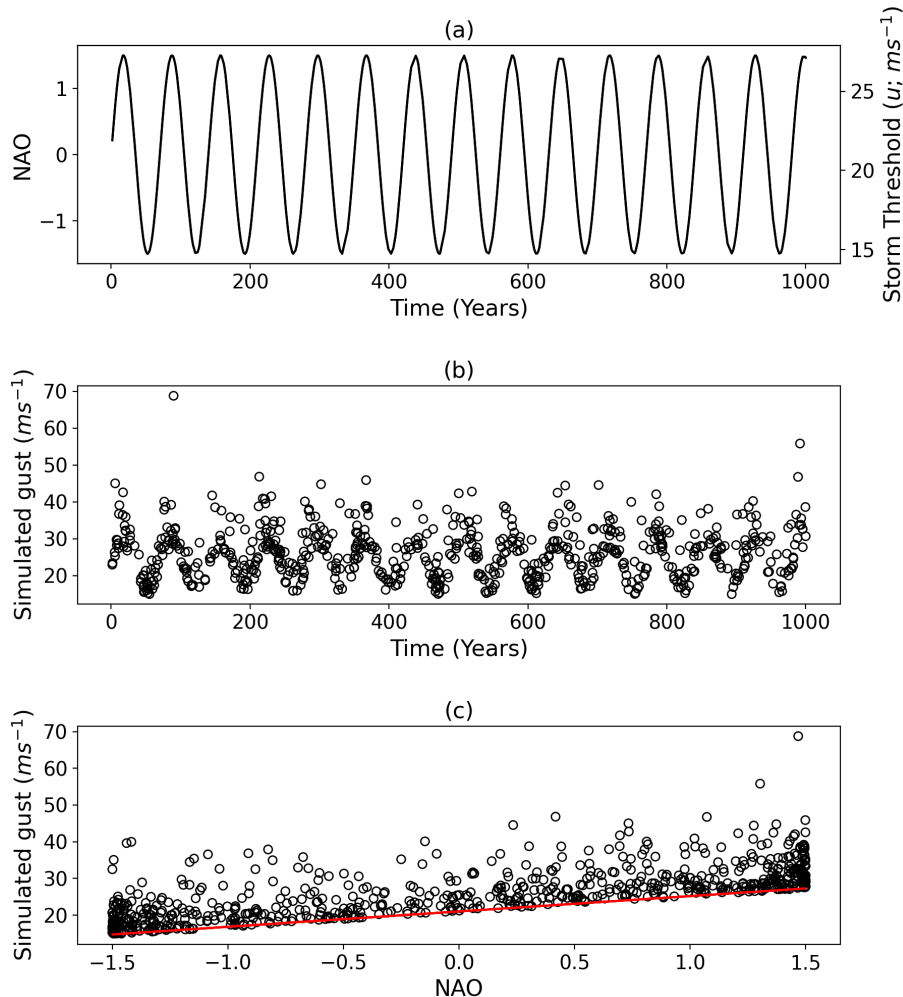 (a)
NAO
1
0
−1
25
20
15
Storm Threshold (u; ms⁻¹)
0 200 400 600 800 1000
Time (Years)
(b)
Simulated gust (ms⁻¹)
70
60
50
40
30
20
0 200 400 600 800 1000
Time (Years)
(c)
Simulated gust (ms⁻¹)
70
60
50
40
30
20
−1.5 −1.0 −0.5 0.0 0.5 1.0 1.5
NAO